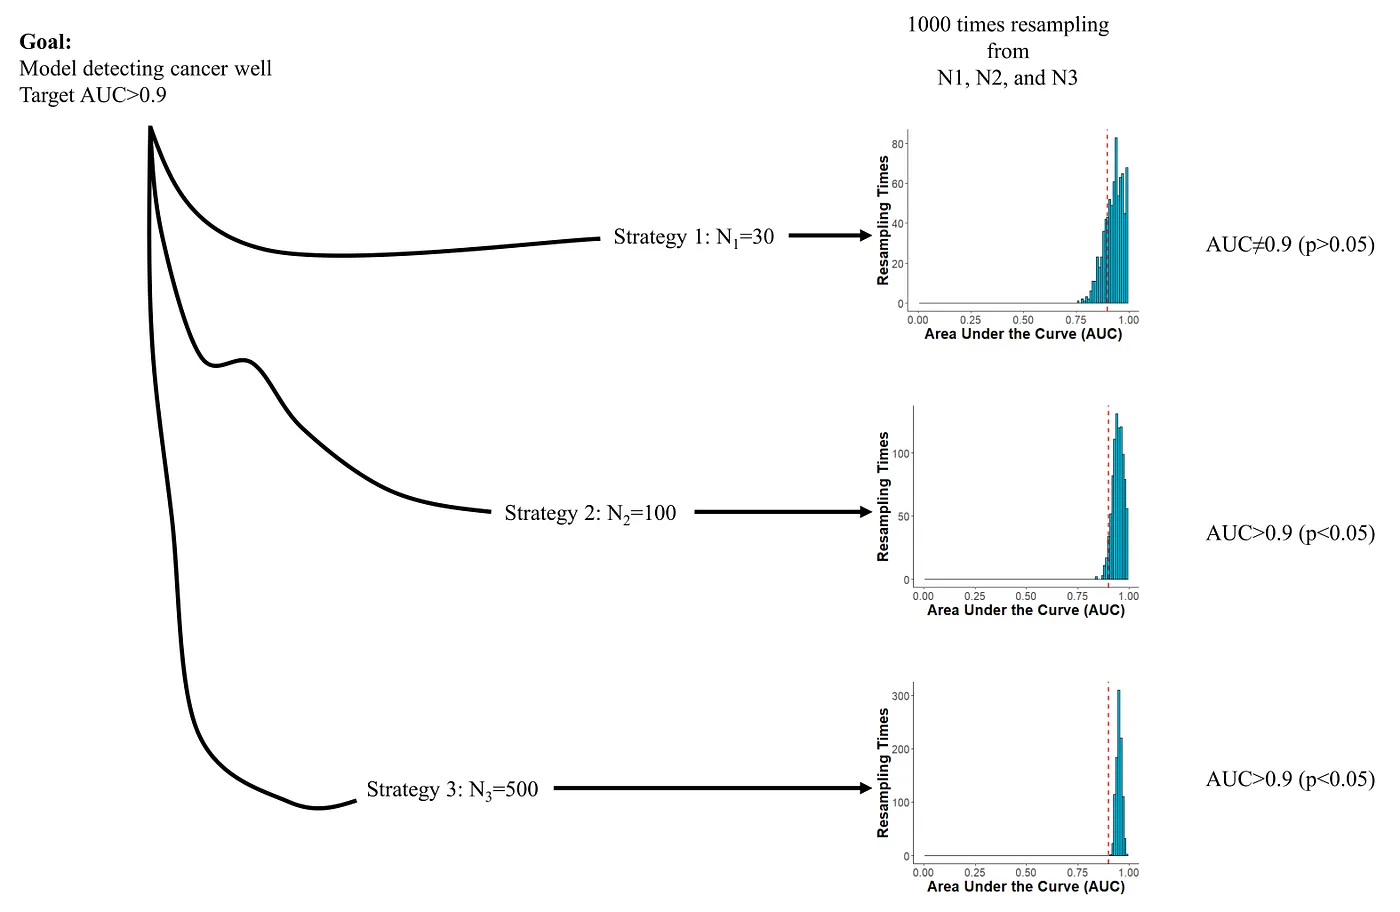 Goal:
Model detecting cancer well
Target AUC>0.9
1000 times resampling
from
N1, N2, and N3
Strategy 1: N₁=30
Resampling Times
80
60
40
20
0
0.00 0.25 0.50 0.75 1.00
Area Under the Curve (AUC)
AUC≠0.9 (p>0.05)
Strategy 2: N₂=100
Resampling Times
100
50
0
0.00 0.25 0.50 0.75 1.00
Area Under the Curve (AUC)
AUC>0.9 (p<0.05)
Strategy 3: N₃=500
Resampling Times
300
200
100
0
0.00 0.25 0.50 0.75 1.00
Area Under the Curve (AUC)
AUC>0.9 (p<0.05)